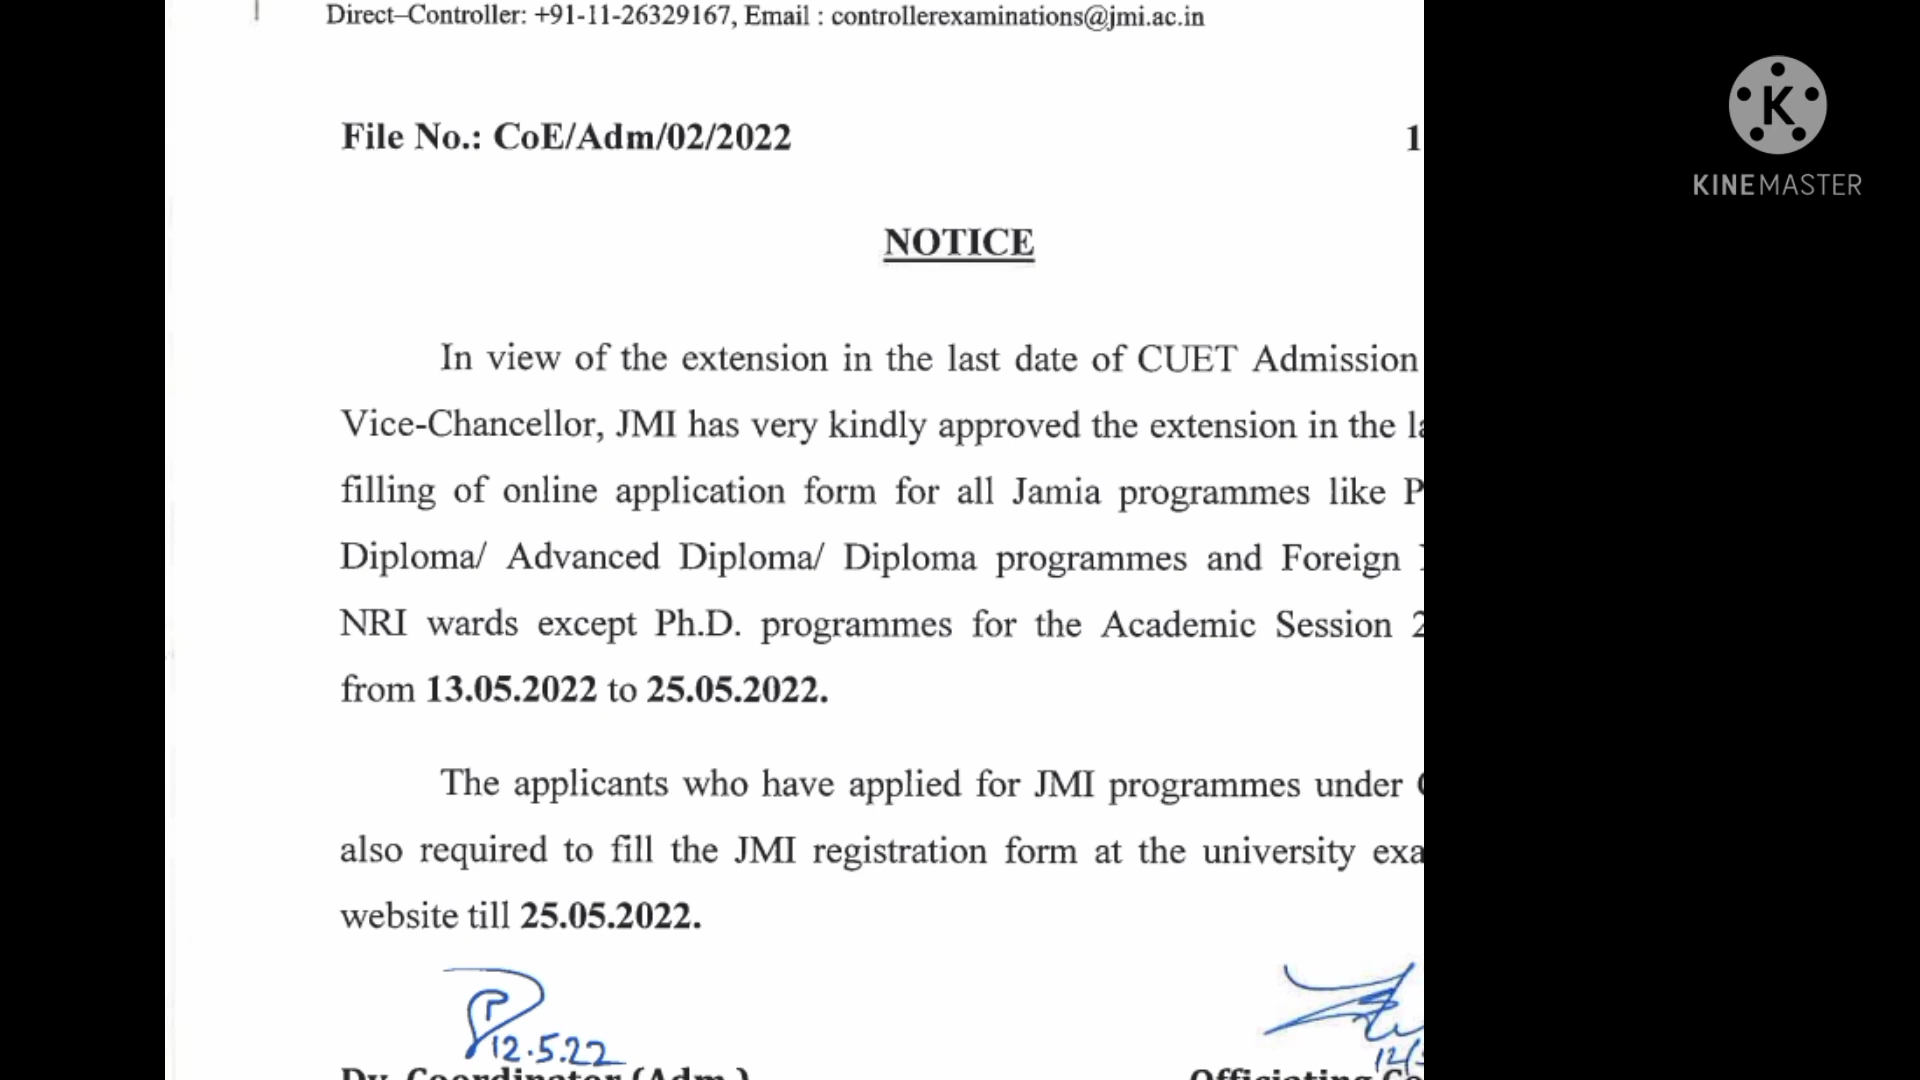 Direct–Controller: +91-11-26329167, Email : controllerexaminations@jmi.ac.in
File No.: CoE/Adm/02/2022
NOTICE
In view of the extension in the last date of CUET Admission
Vice-Chancellor, JMI has very kindly approved the extension in the
filling of online application form for all Jamia programmes like
Diploma/ Advanced Diploma/ Diploma programmes and Foreign
NRI wards except Ph.D. programmes for the Academic Session
from 13.05.2022 to 25.05.2022.
The applicants who have applied for JMI programmes under
also required to fill the JMI registration form at the university
website till 25.05.2022.
12.5.22
Dy. Coordinator (Adm.)
Officiating
K
KINEMASTER